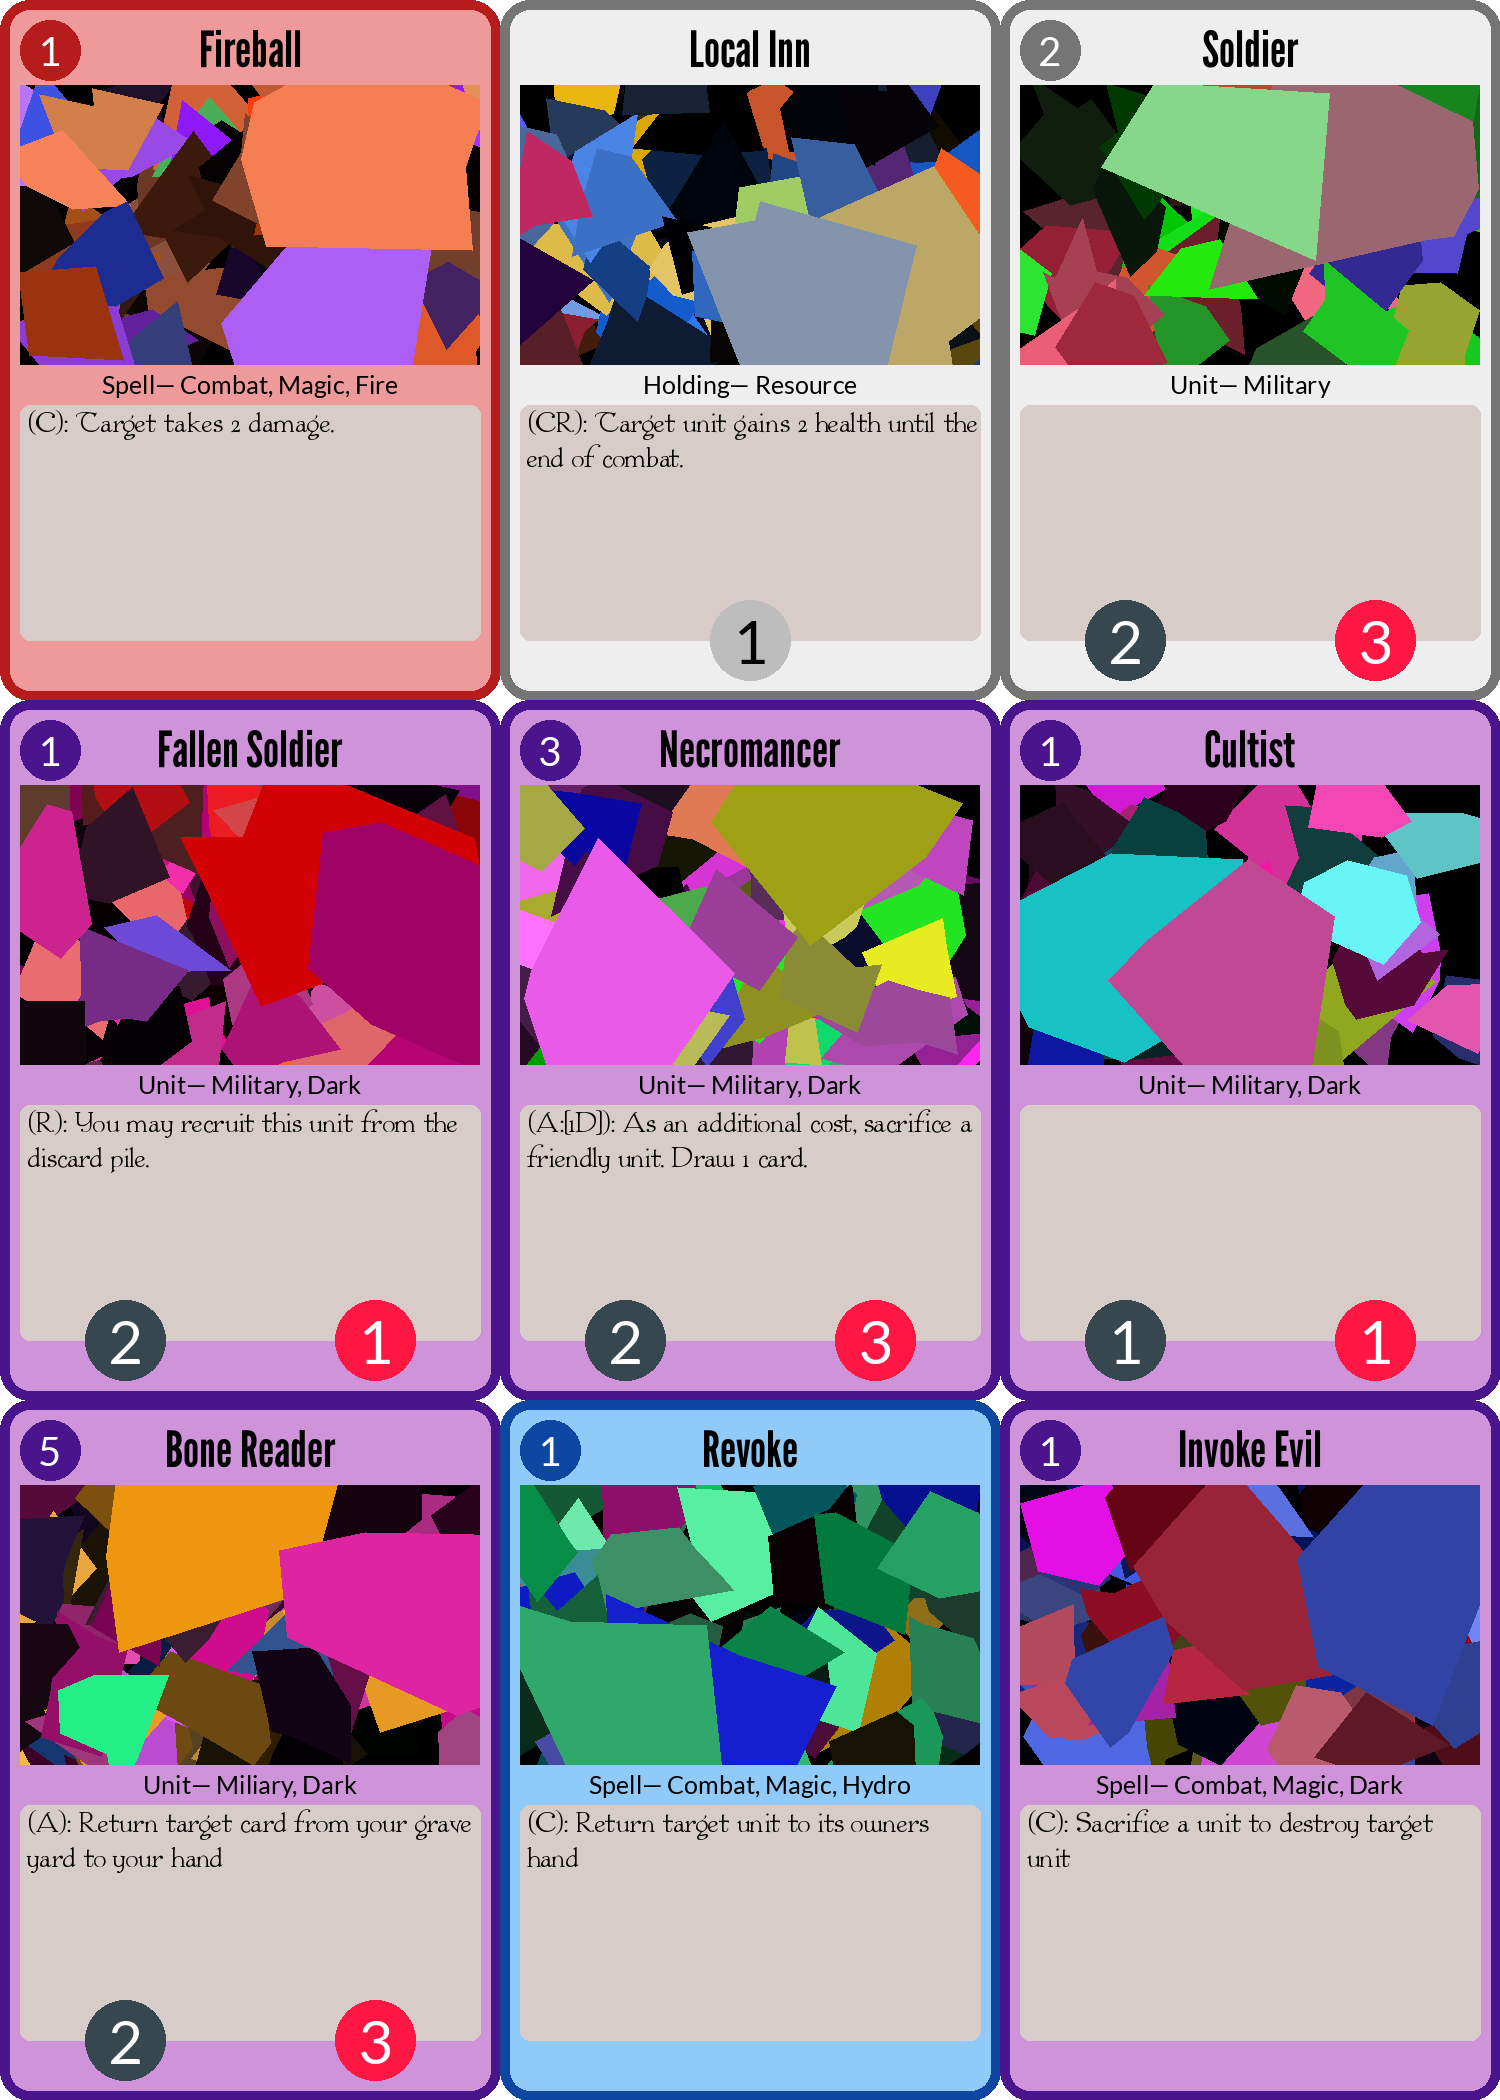 1 Fireball
Spell— Combat, Magic, Fire
(C): Target takes 2 damage.
Local Inn
Holding— Resource
(CR): Target unit gains 2 health until the
end of combat.
1
2 Soldier
Unit— Military
2 3
1 Fallen Soldier
Unit— Military, Dark
(R): You may recruit this unit from the
discard pile.
2 1
3 Necromancer
Unit— Military, Dark
(A:[1D]): As an additional cost, sacrifice a
friendly unit. Draw 1 card.
2 3
1 Cultist
Unit— Military, Dark
1 1
5 Bone Reader
Unit— Miliary, Dark
(A): Return target card from your grave
yard to your hand
2 3
1 Revoke
Spell— Combat, Magic, Hydro
(C): Return target unit to its owners
hand
1 Invoke Evil
Spell— Combat, Magic, Dark
(C): Sacrifice a unit to destroy target
unit